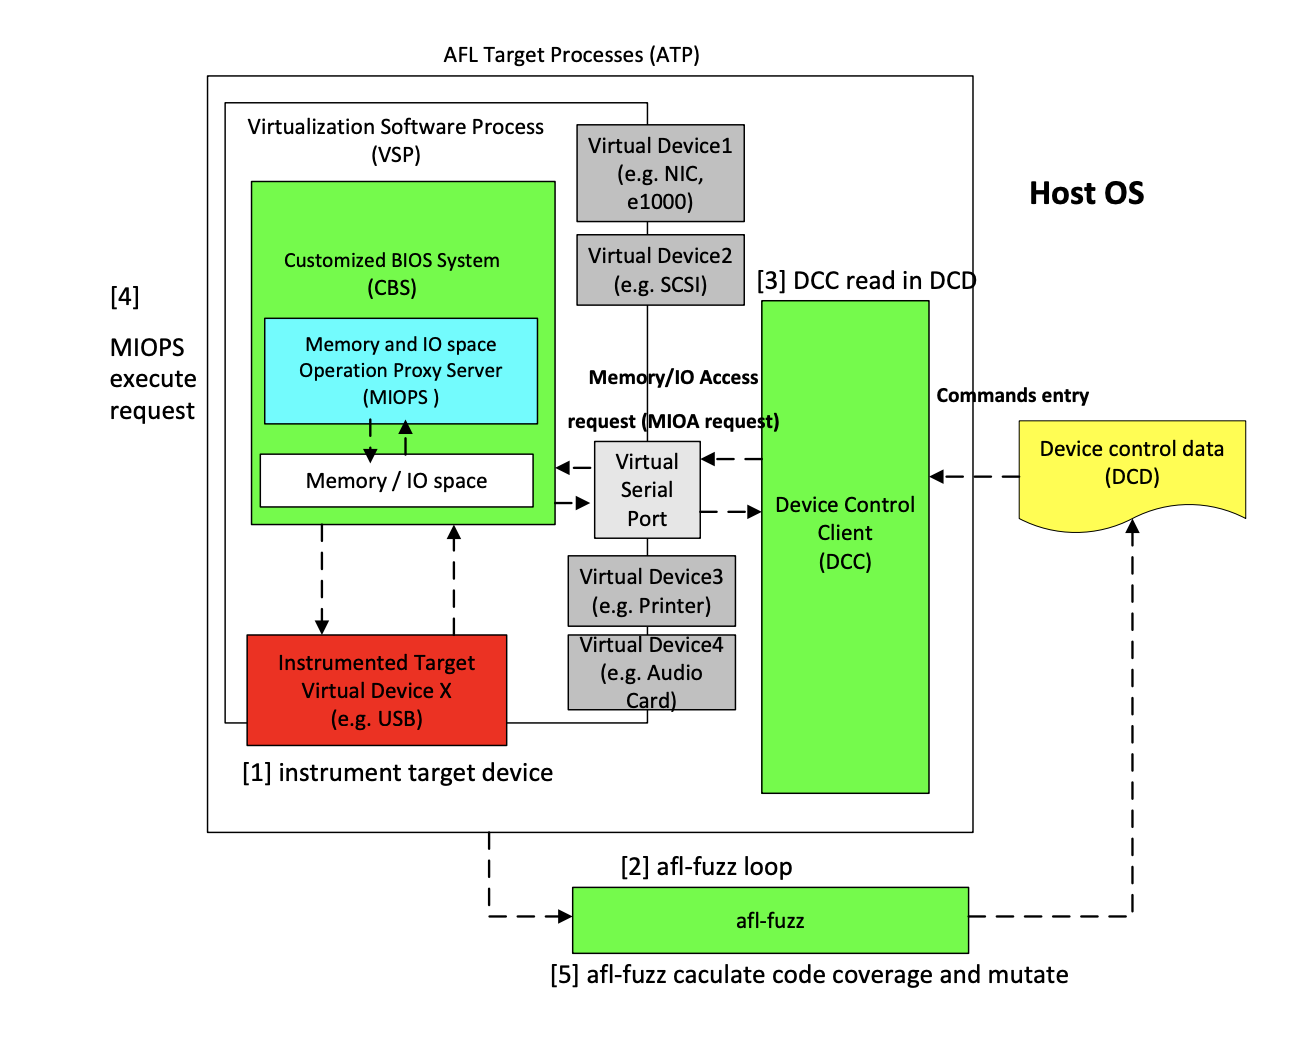 AFL Target Processes (ATP)
Virtualization Software Process
(VSP)
Virtual Device1
(e.g. NIC,
e1000)
Host OS
Customized BIOS System
(CBS)
Virtual Device2
(e.g. SCSI)
[3] DCC read in DCD
[4]
MIOPS
execute
request
Memory and IO space
Operation Proxy Server
(MIOPS )
Memory/IO Access
request (MIOA request)
Commands entry
Memory / IO space
Virtual
Serial
Port
Device Control
Client
(DCC)
Device control data
(DCD)
Virtual Device3
(e.g. Printer)
Virtual Device4
(e.g. Audio
Card)
Instrumented Target
Virtual Device X
(e.g. USB)
[1] instrument target device
[2] afl-fuzz loop
afl-fuzz
[5] afl-fuzz caculate code coverage and mutate